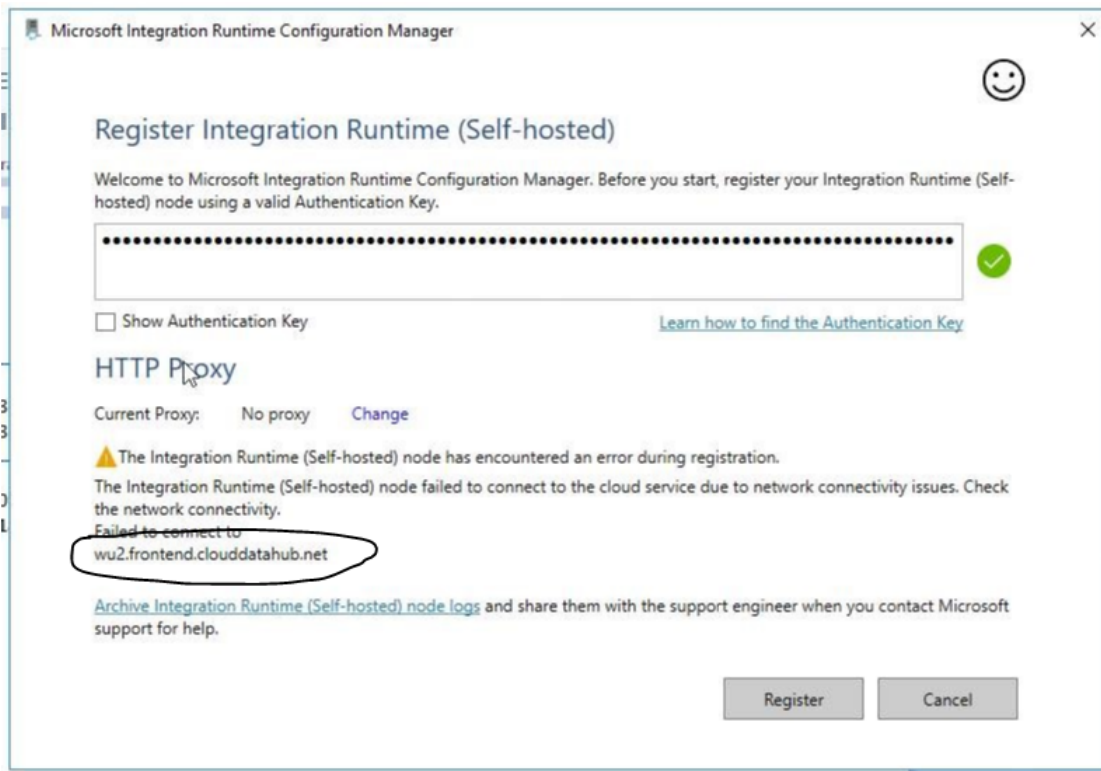 Microsoft Integration Runtime Configuration Manager
Register Integration Runtime (Self-hosted)
Welcome to Microsoft Integration Runtime Configuration Manager. Before you start, register your Integration Runtime (Self-
hosted) node using a valid Authentication Key.
Show Authentication Key
Learn how to find the Authentication Key
HTTP Proxy
Current Proxy: No proxy Change
The Integration Runtime (Self-hosted) node has encountered an error during registration.
The Integration Runtime (Self-hosted) node failed to connect to the cloud service due to network connectivity issues. Check
the network connectivity.
Failed to connect to
wu2.frontend.clouddatahub.net
Archive Integration Runtime (Self-hosted) node logs and share them with the support engineer when you contact Microsoft
support for help.
Register
Cancel